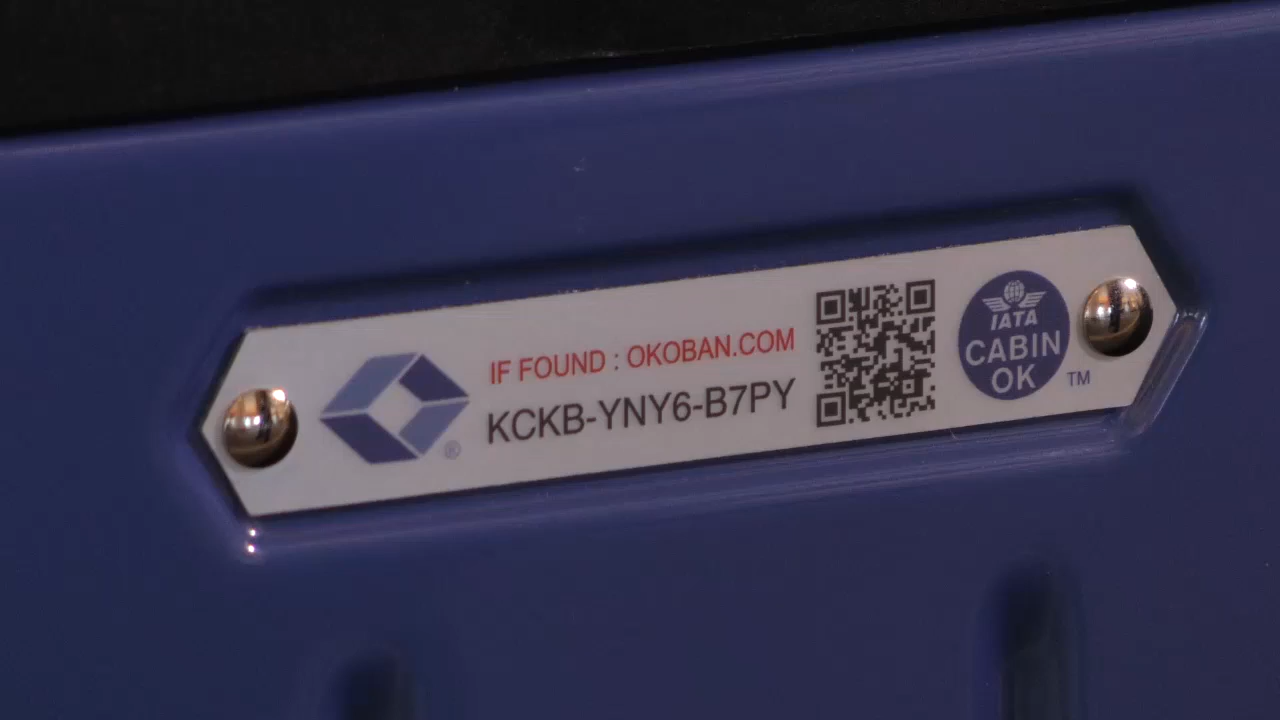 IF FOUND : OKOBAN.COM
KCKB-YNY6-B7PY
®
IATA
CABIN
OK
TM